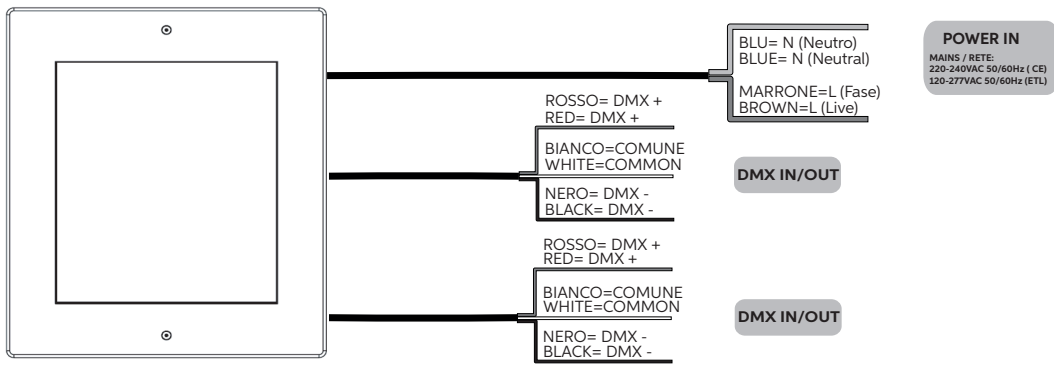 BLU= N (Neutro)
BLUE= N (Neutral)
MARRONE=L (Fase)
BROWN=L (Live)
POWER IN
MAINS / RETE:
220-240VAC 50/60Hz ( CE)
120-277VAC 50/60Hz (ETL)
ROSSO= DMX +
RED= DMX +
BIANCO=COMUNE
WHITE=COMMON
NERO= DMX -
BLACK= DMX -
DMX IN/OUT
ROSSO= DMX +
RED= DMX +
BIANCO=COMUNE
WHITE=COMMON
NERO= DMX -
BLACK= DMX -
DMX IN/OUT